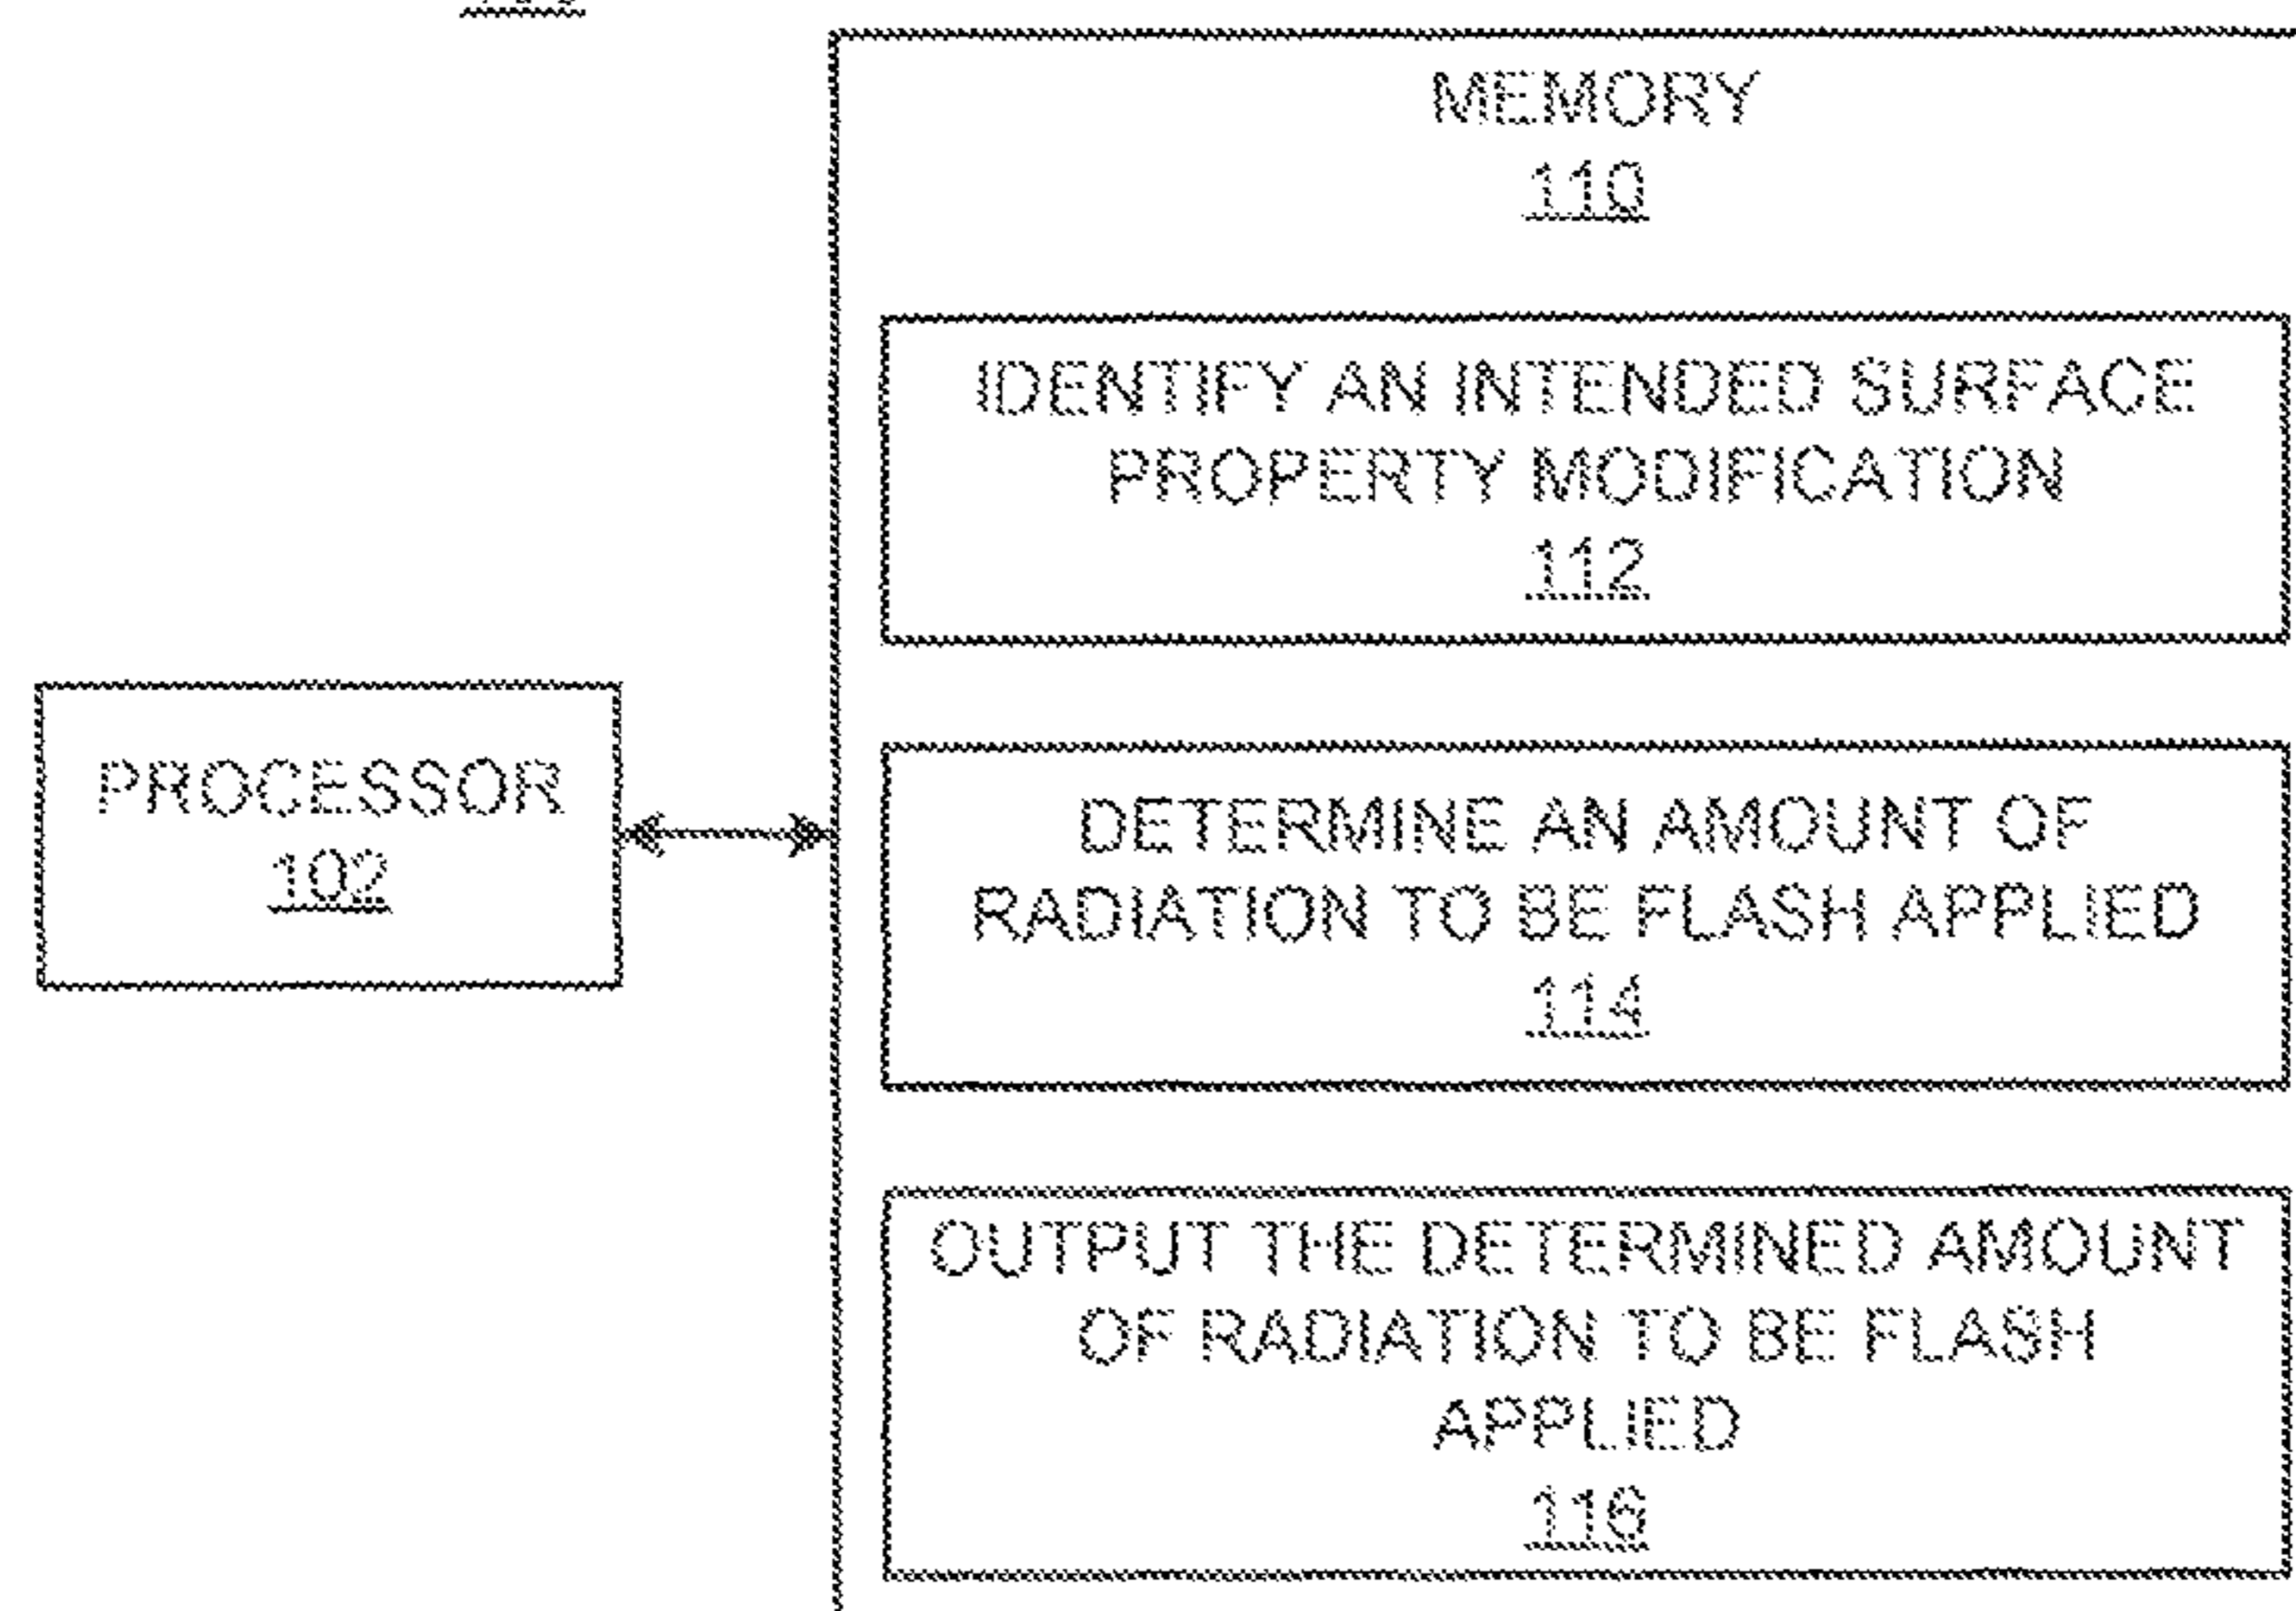 MEMORY
110
IDENTIFY AN INTENDED SURFACE
PROPERTY MODIFICATION
112
PROCESSOR
102
DETERMINE AN AMOUNT OF
RADIATION TO BE FLASH APPLIED
114
OUTPUT THE DETERMINED AMOUNT
OF RADIATION TO BE FLASH
APPLIED
116